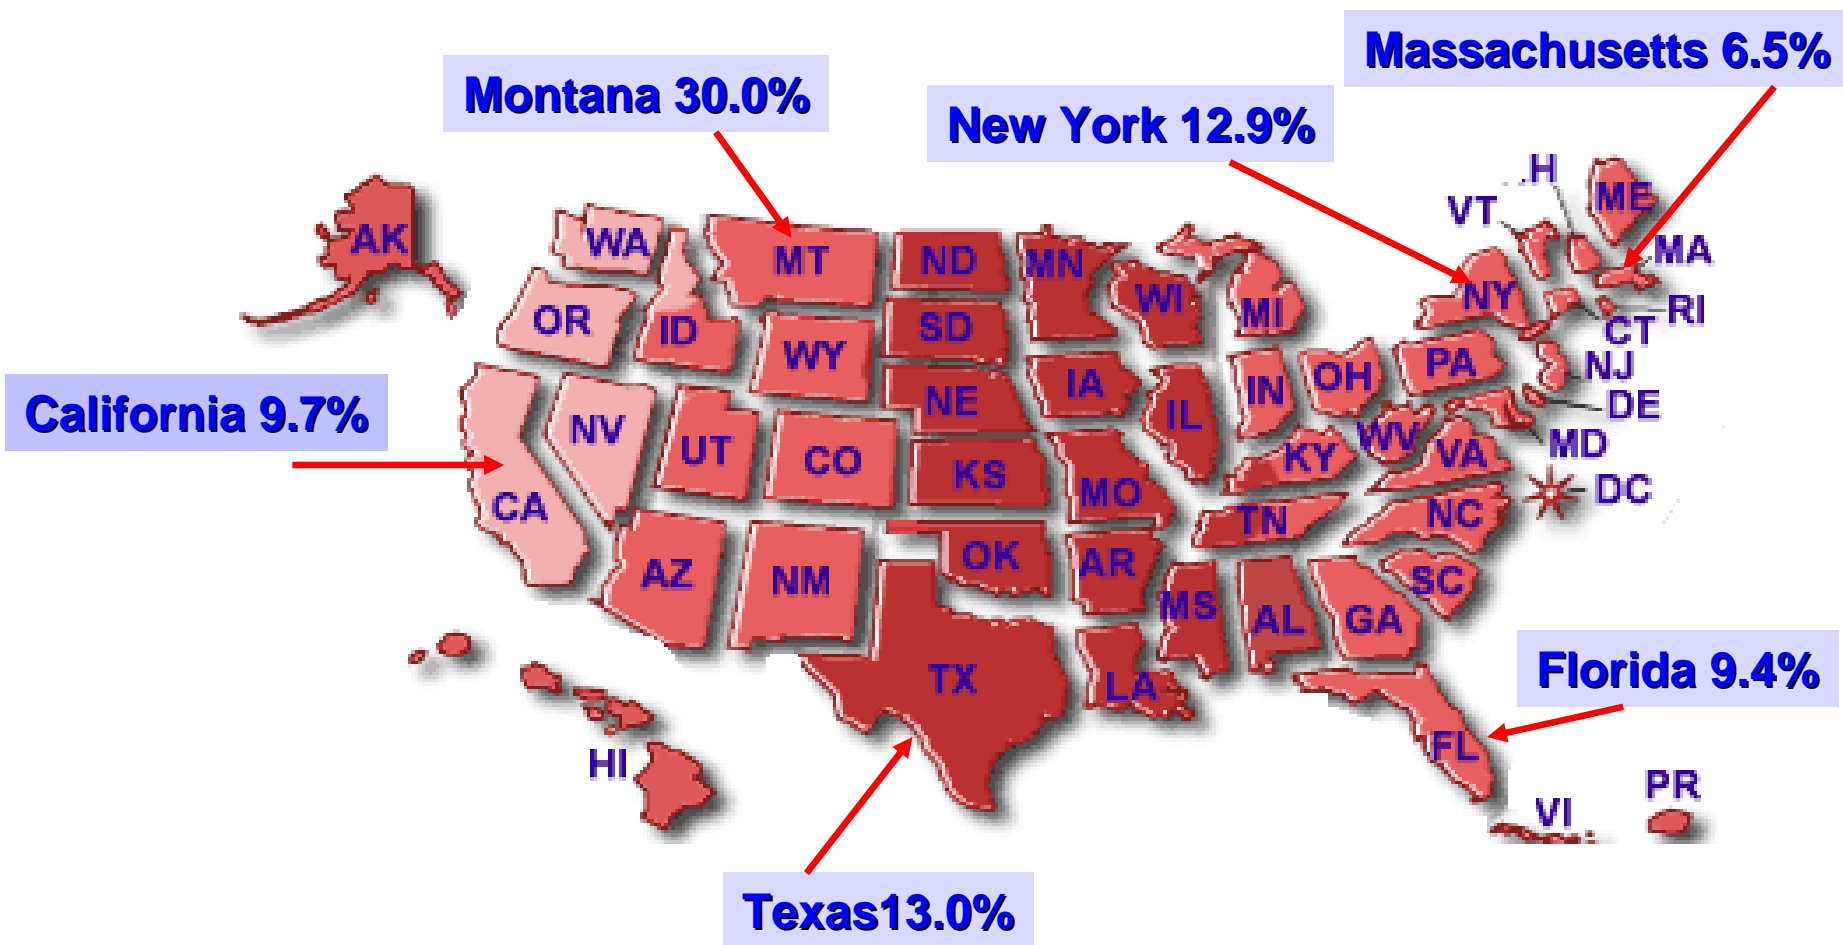 Massachusetts 6.5%
Montana 30.0%
New York 12.9%
H
ME
VT
MA
AK
WA
MT
ND
MN
WI
MI
NY
RI
OR
ID
SD
CT
WY
PA
NJ
IA
IN
OH
NE
DE
California 9.7%
NV
IL
UT
CO
KS
KY
WV
VA
MD
MO
DC
CA
TN
NC
AZ
NM
OK
AR
SC
MS
AL
GA
TX
LA
Florida 9.4%
FL
HI
PR
VI
Texas13.0%